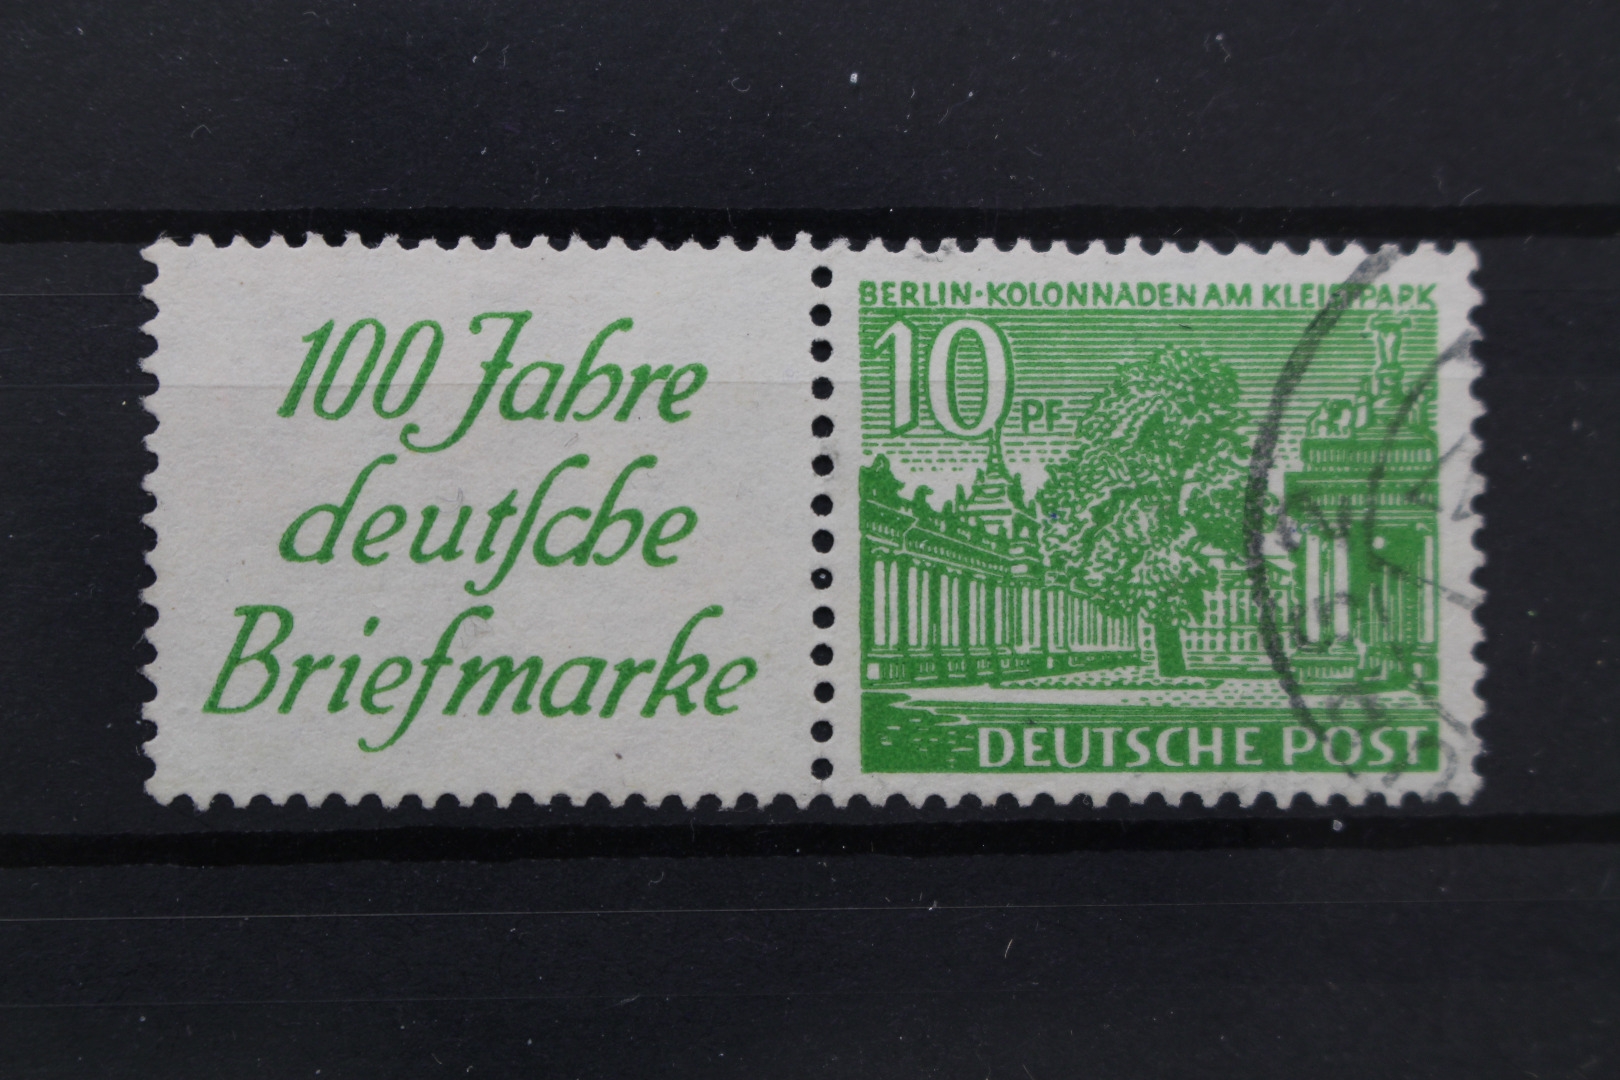 100 Jahre
deutsche
Briefmarke
BERLIN·KOLONNADEN AM KLEISTPARK
10 PF
DEUTSCHE POST